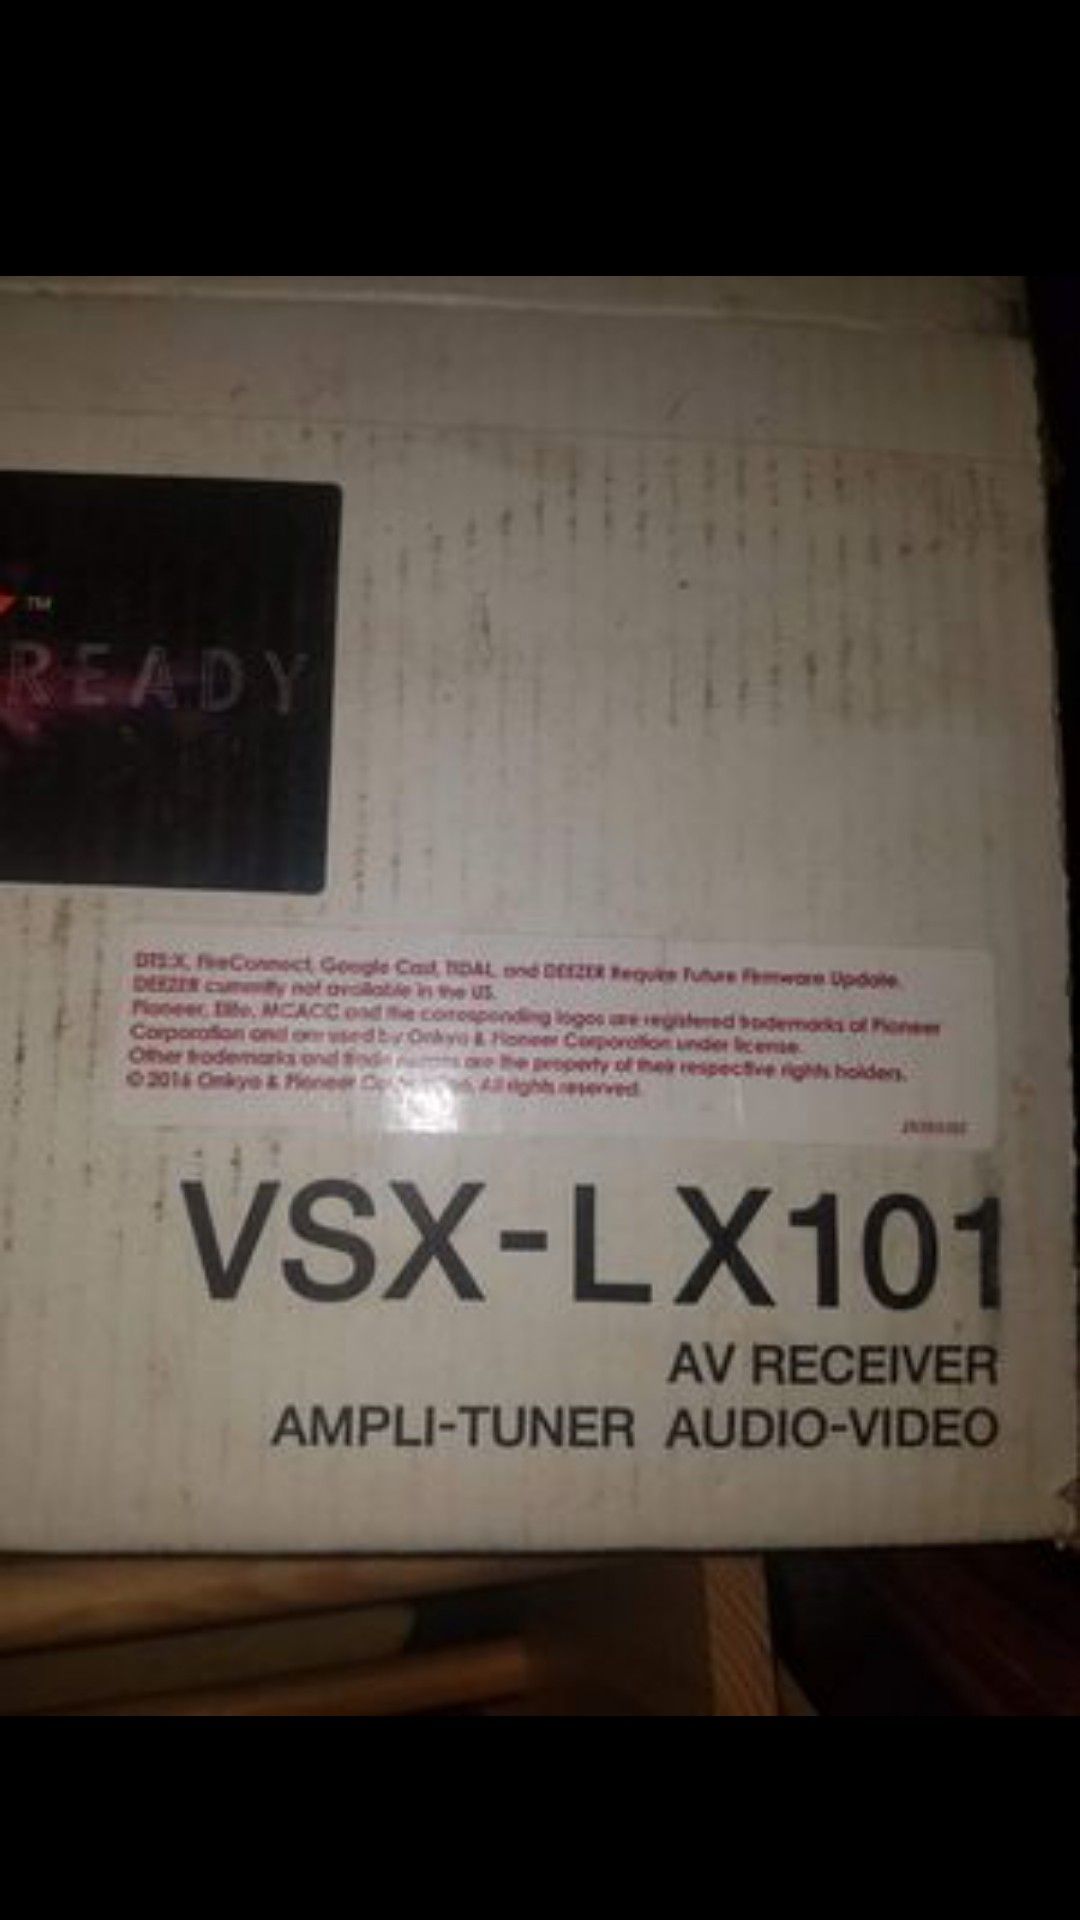 ™
READY
DTS:X, FireConnect, Google Cast, TIDAL, and DEEZER Require Future Firmware Update.
DEEZER currently not available in the US.
Pioneer, Elite, MCACC and the corresponding logos are registered trademarks of Pioneer
Corporation and are used by Onkyo & Pioneer Corporation under license.
Other trademarks and trade names are the property of their respective rights holders.
© 2016 Onkyo & Pioneer All rights reserved.
VSX-LX101
AV RECEIVER
AMPLI-TUNER AUDIO-VIDEO